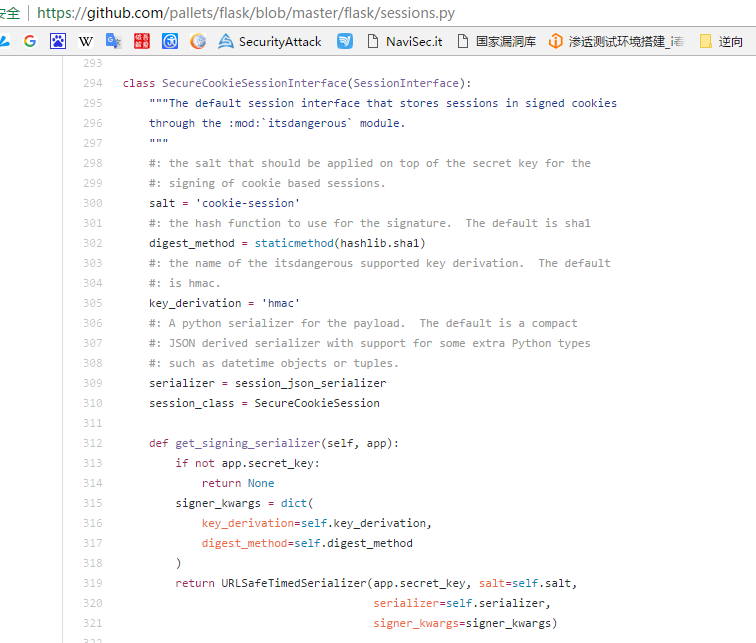 安全 | https://github.com/pallets/flask/blob/master/flask/sessions.py
SecurityAttack NaviSec.it 国家漏洞库 渗透测试环境搭建_i 逆向
293
294 class SecureCookieSessionInterface(SessionInterface):
295 """The default session interface that stores sessions in signed cookies
296 through the :mod:`itsdangerous` module.
297 """
298 #: the salt that should be applied on top of the secret key for the
299 #: signing of cookie based sessions.
300 salt = 'cookie-session'
301 #: the hash function to use for the signature.  The default is sha1
302 digest_method = staticmethod(hashlib.sha1)
303 #: the name of the itsdangerous supported key derivation.  The default
304 #: is hmac.
305 key_derivation = 'hmac'
306 #: A python serializer for the payload.  The default is a compact
307 #: JSON derived serializer with support for some extra Python types
308 #: such as datetime objects or tuples.
309 serializer = session_json_serializer
310 session_class = SecureCookieSession
311
312 def get_signing_serializer(self, app):
313 if not app.secret_key:
314 return None
315 signer_kwargs = dict(
316 key_derivation=self.key_derivation,
317 digest_method=self.digest_method
318 )
319 return URLSafeTimedSerializer(app.secret_key, salt=self.salt,
320 serializer=self.serializer,
321 signer_kwargs=signer_kwargs)